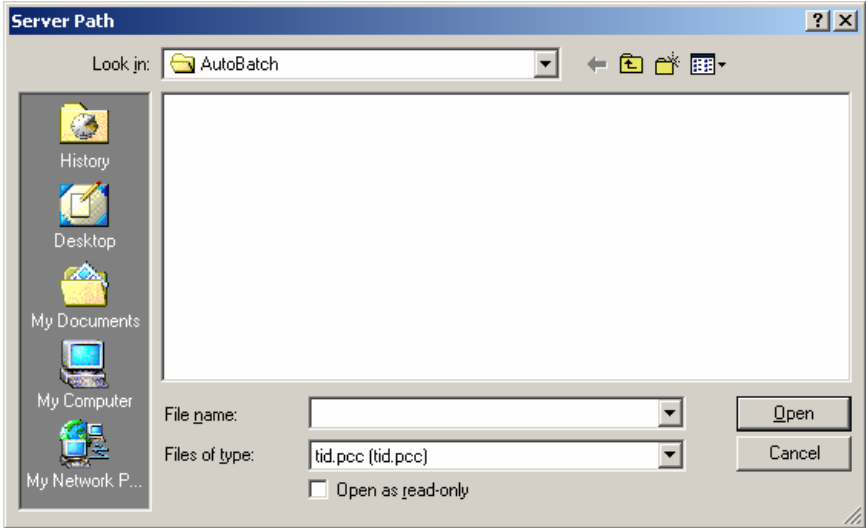 Server Path
Look in: AutoBatch
History
Desktop
My Documents
My Computer
My Network P...
File name:
Open
Files of type: tid.pcc (tid.pcc)
Cancel
Open as read-only